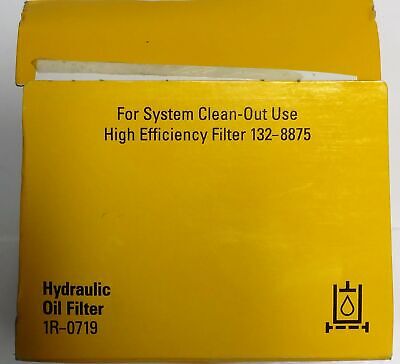 For System Clean-Out Use
High Efficiency Filter 132-8875
Hydraulic
Oil Filter
1R-0719